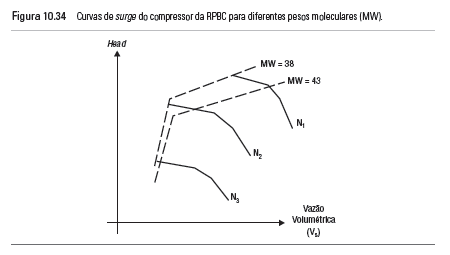 Figura 10.34 Curvas de surge do compressor da RPBC para diferentes pesos moleculares (MW).
Head
MW = 38
MW = 43
N1
N2
N3
Vazão
Volumétrica
(Vs)